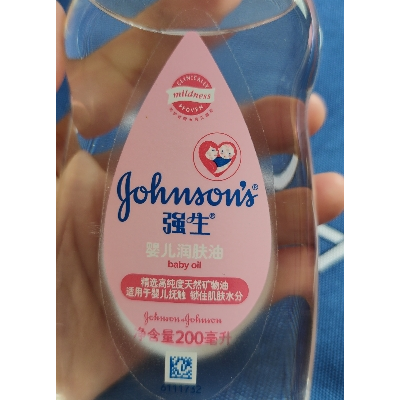 CLINICALLY
mildness
PROVEN
Johnson's®
强生®
婴儿润肤油
baby oil
精选高纯度天然矿物油
适用于婴儿抚触 锁住肌肤水分
Johnson & Johnson
净含量200毫升